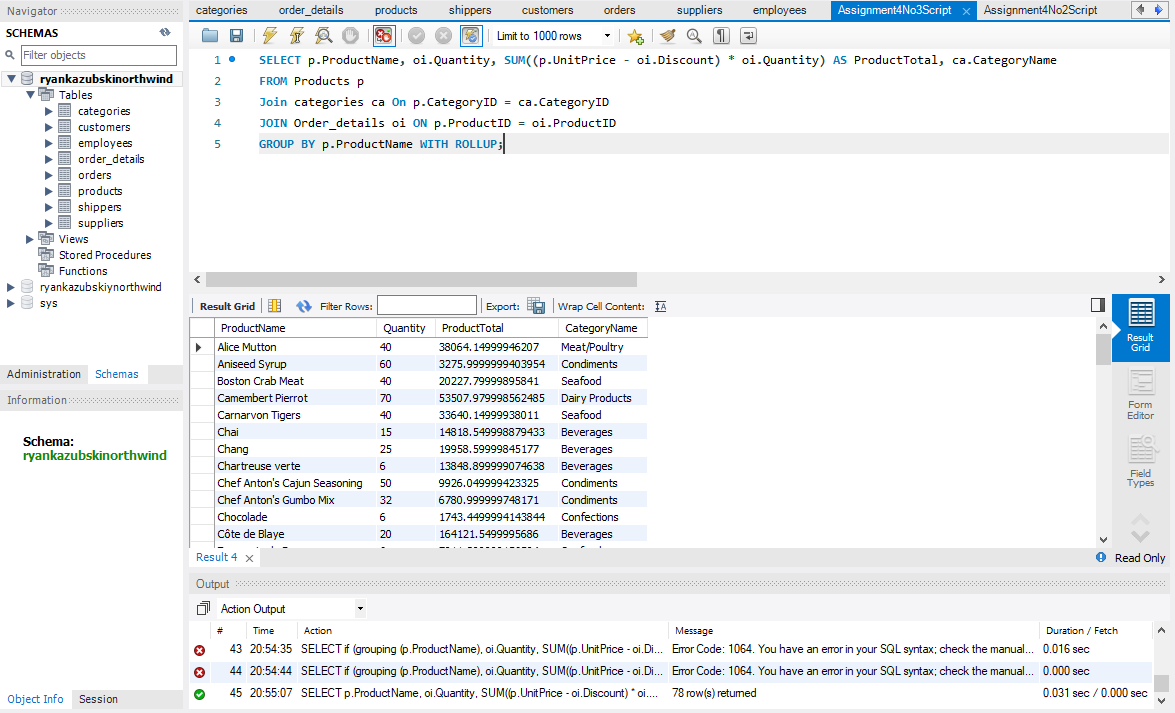 Navigator
SCHEMAS
Filter objects
ryankazubskinorthwind
Tables
categories
customers
employees
order_details
orders
products
shippers
suppliers
Views
Stored Procedures
Functions
ryankazubskiynorthwind
sys
Administration Schemas
Information
Schema:
ryankazubskinorthwind
Object Info Session
categories order_details products shippers customers orders suppliers employees Assignment4No3Script Assignment4No2Script
Limit to 1000 rows
1 SELECT p.ProductName, oi.Quantity, SUM((p.UnitPrice - oi.Discount) * oi.Quantity) AS ProductTotal, ca.CategoryName
2 FROM Products p
3 Join categories ca On p.CategoryID = ca.CategoryID
4 JOIN Order_details oi ON p.ProductID = oi.ProductID
5 GROUP BY p.ProductName WITH ROLLUP;
Result Grid Filter Rows: Export: Wrap Cell Content: IA
ProductName Quantity ProductTotal CategoryName
Alice Mutton 40 38064.14999946207 Meat/Poultry
Aniseed Syrup 60 3275.9999999403954 Condiments
Boston Crab Meat 40 20227.79999895841 Seafood
Camembert Pierrot 70 53507.979998562485 Dairy Products
Carnarvon Tigers 40 33640.14999938011 Seafood
Chai 15 14818.549998879433 Beverages
Chang 25 19958.59999845177 Beverages
Chartreuse verte 6 13848.899999074638 Beverages
Chef Anton's Cajun Seasoning 50 9926.049999423325 Condiments
Chef Anton's Gumbo Mix 32 6780.999999748171 Condiments
Chocolade 6 1743.4499994143844 Confections
Côte de Blaye 20 164121.5499995686 Beverages
Result Grid
Form Editor
Field Types
Result 4
Read Only
Output
Action Output
# Time Action Message Duration / Fetch
43 20:54:35 SELECT if (grouping (p.ProductName), oi.Quantity, SUM((p.UnitPrice - oi.Di... Error Code: 1064. You have an error in your SQL syntax; check the manual... 0.016 sec
44 20:54:44 SELECT if (grouping (p.ProductName), oi.Quantity, SUM((p.UnitPrice - oi.Di... Error Code: 1064. You have an error in your SQL syntax; check the manual... 0.000 sec
45 20:55:07 SELECT p.ProductName, oi.Quantity, SUM((p.UnitPrice - oi.Discount) * oi.... 78 row(s) returned 0.031 sec / 0.000 sec